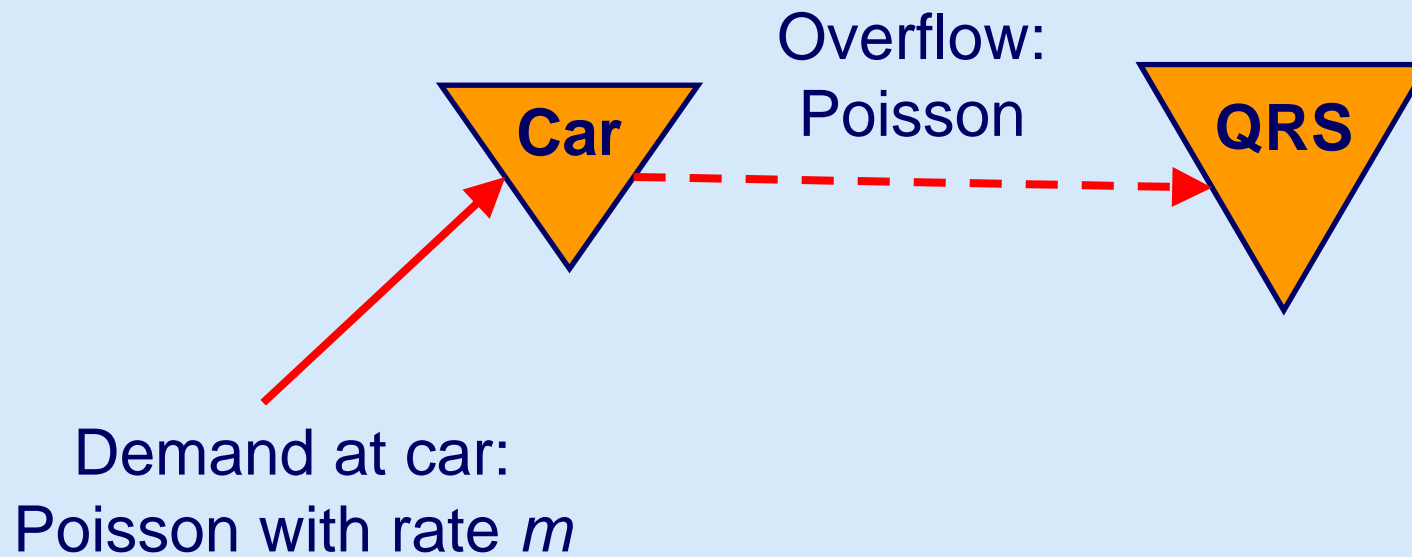 Overflow:
Poisson
Car
QRS
Demand at car:
Poisson with rate m